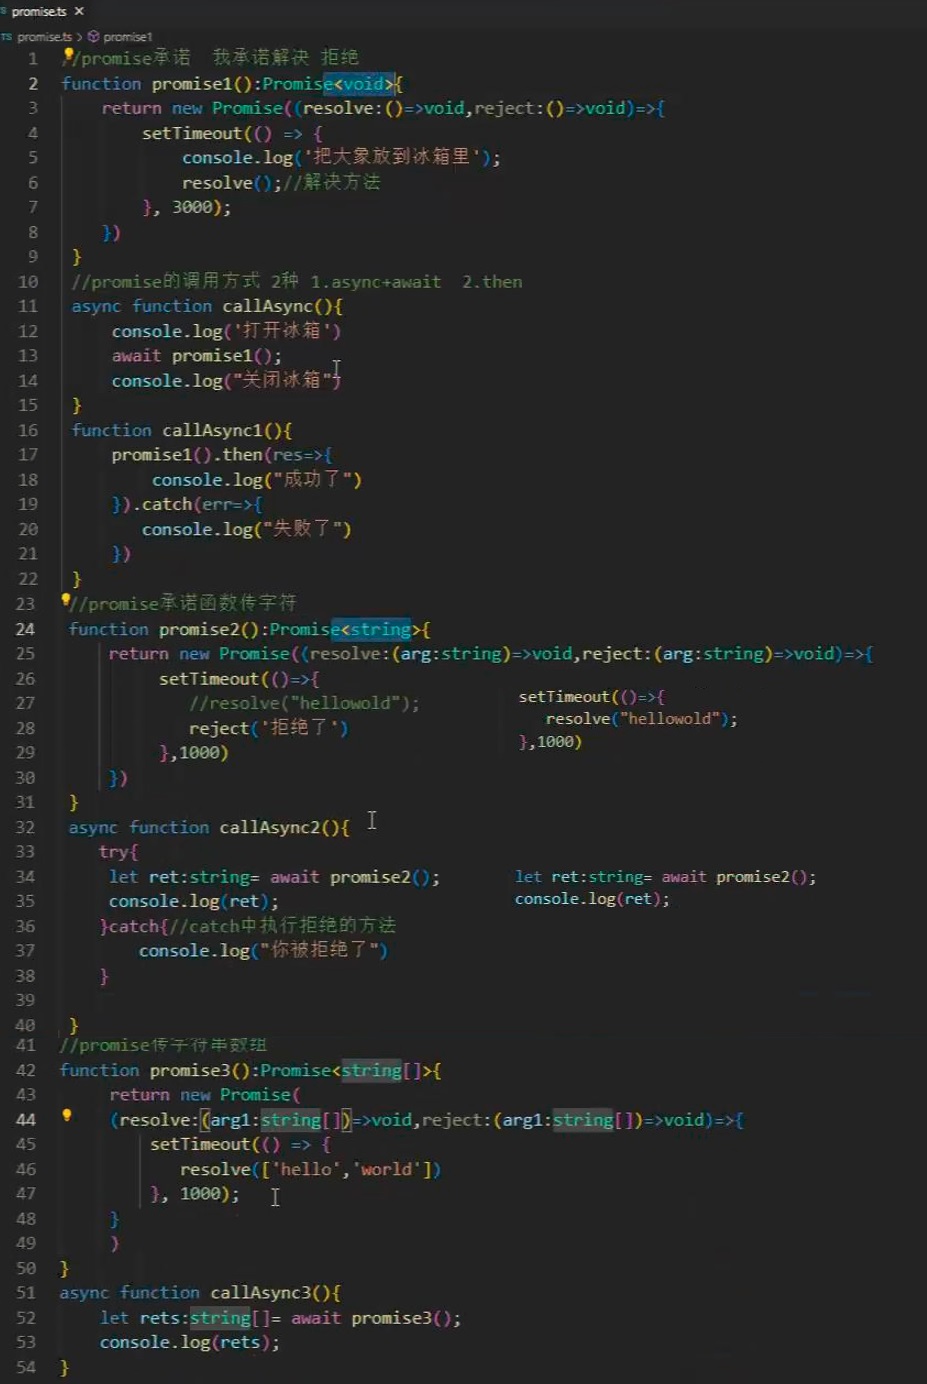 promise.ts ×
TS promise.ts > promise1
1 //promise承诺 我承诺解决 拒绝
2 function promise1():Promise<void>{
3 return new Promise((resolve:()=>void,reject:()=>void)=>{
4 setTimeout(() => {
5 console.log('把大象放到冰箱里');
6 resolve();//解决方法
7 }, 3000);
8 })
9 }
10 //promise的调用方式 2种 1.async+await 2.then
11 async function callAsync(){
12 console.log('打开冰箱')
13 await promise1();
14 console.log("关闭冰箱")
15 }
16 function callAsync1(){
17 promise1().then(res=>{
18 console.log("成功了")
19 }).catch(err=>{
20 console.log("失败了")
21 })
22 }
23 //promise承诺函数传字符
24 function promise2():Promise<string>{
25 return new Promise((resolve:(arg:string)=>void,reject:(arg:string)=>void)=>{
26 setTimeout(()=>{
27 //resolve("hellowold");
28 reject('拒绝了')
29 },1000)
setTimeout(()=>{
resolve("hellowold");
},1000)
30 })
31 }
32 async function callAsync2(){
33 try{
34 let ret:string= await promise2();
35 console.log(ret);
let ret:string= await promise2();
console.log(ret);
36 }catch{//catch中执行拒绝的方法
37 console.log("你被拒绝了")
38 }
39
40 }
41 //promise传字符串数组
42 function promise3():Promise<string[]>{
43 return new Promise(
44 (resolve:(arg1:string[])=>void,reject:(arg1:string[])=>void)=>{
45 setTimeout(() => {
46 resolve(['hello','world'])
47 }, 1000);
48 }
49 )
50 }
51 async function callAsync3(){
52 let rets:string[]= await promise3();
53 console.log(rets);
54 }